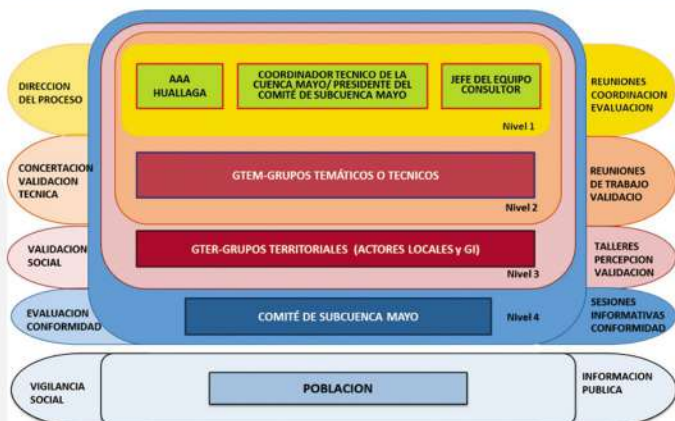 DIRECCION
DEL PROCESO
AAA
HUALLAGA
COORDINADOR TECNICO DE LA
CUENCA MAYO/ PRESIDENTE DEL
COMITÉ DE SUBCUENCA MAYO
JEFE DEL EQUIPO
CONSULTOR
Nivel 1
REUNIONES
COORDINACION
EVALUACION
CONCERTACION
VALIDACION
TECNICA
GTEM-GRUPOS TEMÁTICOS O TECNICOS
Nivel 2
REUNIONES
DE TRABAJO
VALIDACIO
VALIDACION
SOCIAL
GTER-GRUPOS TERRITORIALES (ACTORES LOCALES y GI)
Nivel 3
TALLERES
PERCEPCION
VALIDACION
EVALUACION
CONFORMIDAD
COMITÉ DE SUBCUENCA MAYO
Nivel 4
SESIONES
INFORMATIVAS
CONFORMIDAD
VIGILANCIA
SOCIAL
POBLACION
INFORMACION
PUBLICA